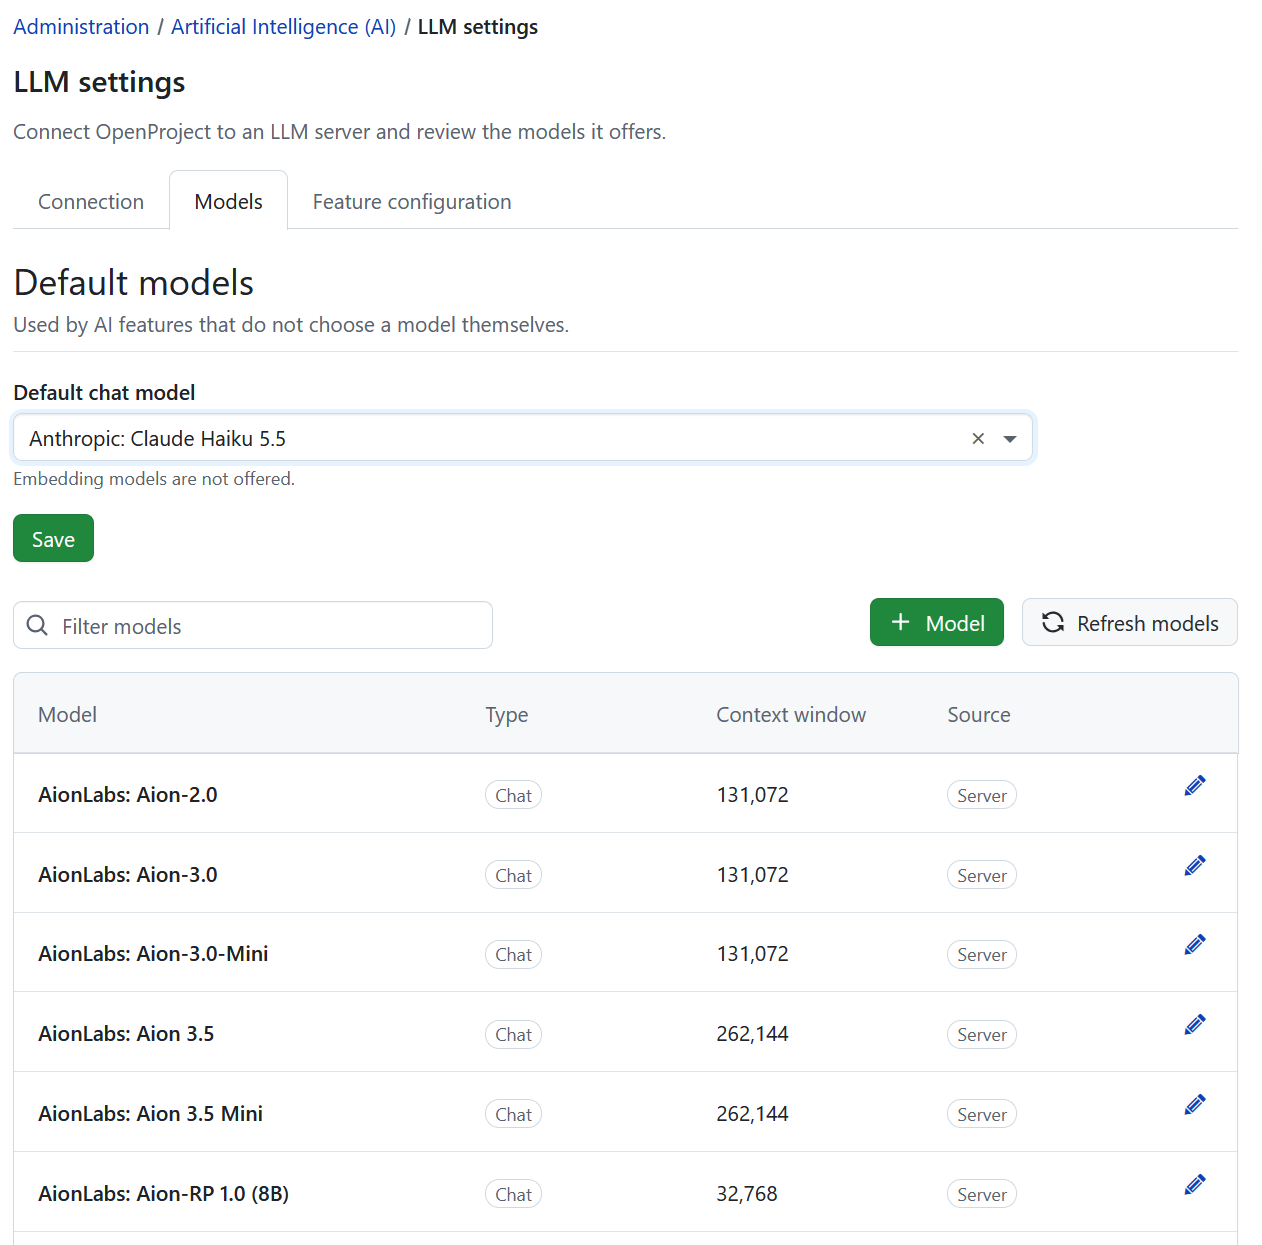 Administration / Artificial Intelligence (AI) / LLM settings
LLM settings
Connect OpenProject to an LLM server and review the models it offers.
Connection Models Feature configuration
Default models
Used by AI features that do not choose a model themselves.
Default chat model
Anthropic: Claude Haiku 5.5
Embedding models are not offered.
Save
Filter models + Model Refresh models
Model Type Context window Source
AionLabs: Aion-2.0 Chat 131,072 Server
AionLabs: Aion-3.0 Chat 131,072 Server
AionLabs: Aion-3.0-Mini Chat 131,072 Server
AionLabs: Aion 3.5 Chat 262,144 Server
AionLabs: Aion 3.5 Mini Chat 262,144 Server
AionLabs: Aion-RP 1.0 (8B) Chat 32,768 Server